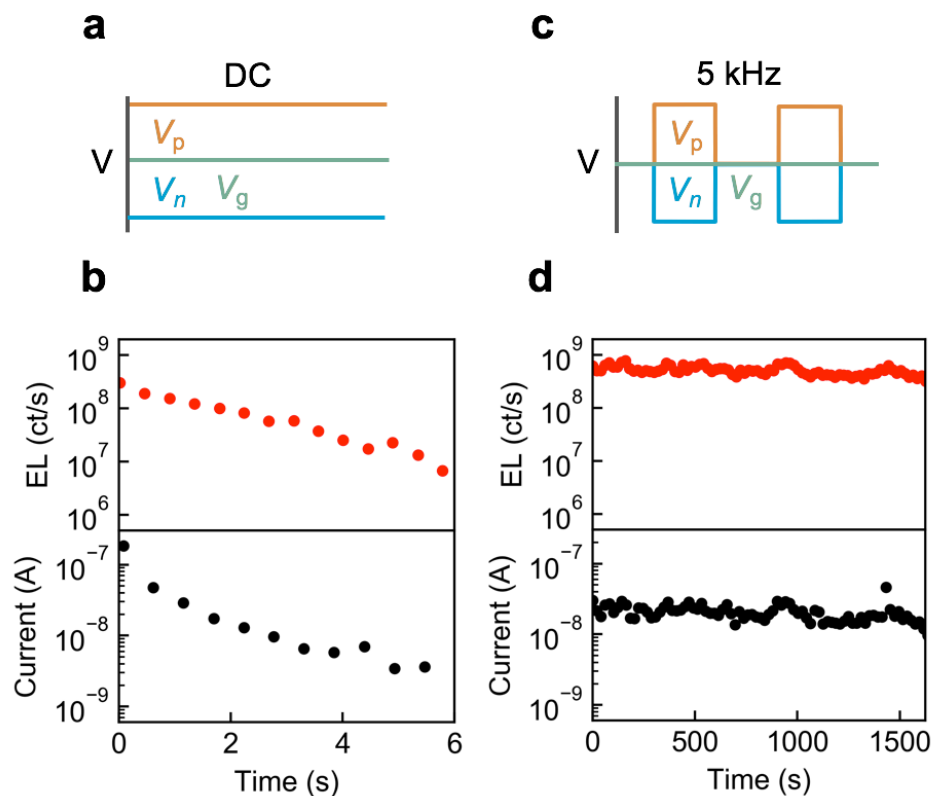 a
DC
V
Vp
Vn
Vg
c
5 kHz
V
Vp
Vn
Vg
b
EL (ct/s)
10⁹
10⁸
10⁷
10⁶
Current (A)
10⁻⁷
10⁻⁸
10⁻⁹
0 2 4 6
Time (s)
d
EL (ct/s)
10⁹
10⁸
10⁷
10⁶
Current (A)
10⁻⁷
10⁻⁸
10⁻⁹
0 500 1000 1500
Time (s)